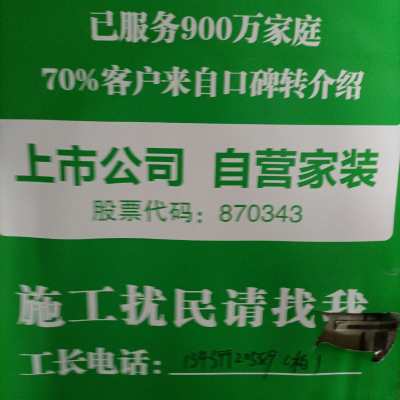 已服务900万家庭
70%客户来自口碑转介绍
上市公司 自营家装
股票代码：870343
施工扰民请找我
工长电话：